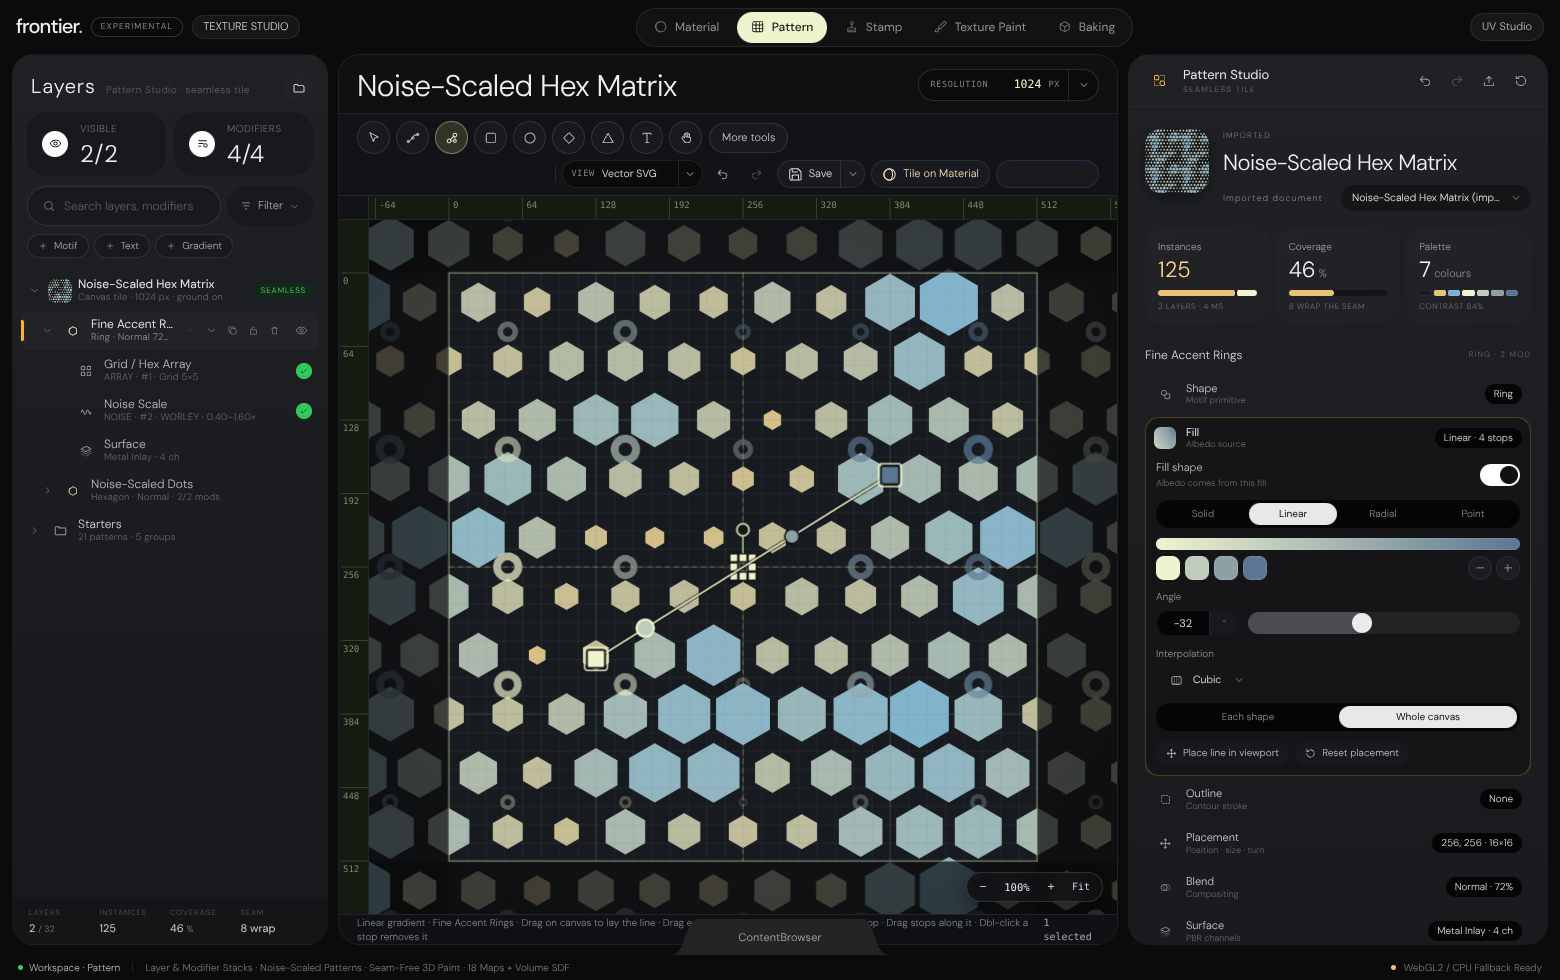 frontier. EXPERIMENTAL TEXTURE STUDIO
Material Pattern Stamp Texture Paint Baking
UV Studio
Layers Pattern Studio · seamless tile
VISIBLE
2/2
MODIFIERS
4/4
Search layers, modifiers
Filter
+ Motif + Text + Gradient
Noise-Scaled Hex Matrix
Canvas tile · 1024 px · ground on
SEAMLESS
Fine Accent R...
Ring · Normal 72...
Grid / Hex Array
ARRAY · #1 · Grid 5×5
Noise Scale
NOISE · #2 · WORLEY · 0.40–1.60×
Surface
Metal Inlay · 4 ch
Noise-Scaled Dots
Hexagon · Normal · 2/2 mods
Starters
21 patterns · 5 groups
LAYERS INSTANCES COVERAGE SEAM
2 / 32 125 46 % 8 wrap
Noise-Scaled Hex Matrix
RESOLUTION 1024 PX
More tools
VIEW Vector SVG
Save
Tile on Material
-64 0 64 128 192 256 320 384 448 512
0
64
128
192
256
320
384
448
512
− 100% + Fit
Linear gradient · Fine Accent Rings · Drag on canvas to lay the line · Drag e op · Drag stops along it · Dbl-click a
stop removes it
1
selected
ContentBrowser
Pattern Studio
SEAMLESS TILE
IMPORTED
Noise-Scaled Hex Matrix
Imported document
Noise-Scaled Hex Matrix (imp...
Instances
125
2 LAYERS · 4 MS
Coverage
46 %
8 WRAP THE SEAM
Palette
7 colours
CONTRAST 84%
Fine Accent Rings
RING · 2 MOD
Shape
Motif primitive
Ring
Fill
Albedo source
Linear · 4 stops
Fill shape
Albedo comes from this fill
Solid Linear Radial Point
− +
Angle
-32 °
Interpolation
Cubic
Each shape Whole canvas
Place line in viewport Reset placement
Outline
Contour stroke
None
Placement
Position · size · turn
256, 256 · 16×16
Blend
Compositing
Normal · 72%
Surface
PBR channels
Metal Inlay · 4 ch
Workspace · Pattern
Layer & Modifier Stacks · Noise-Scaled Patterns · Seam-Free 3D Paint · 18 Maps + Volume SDF
WebGL2 / CPU Fallback Ready